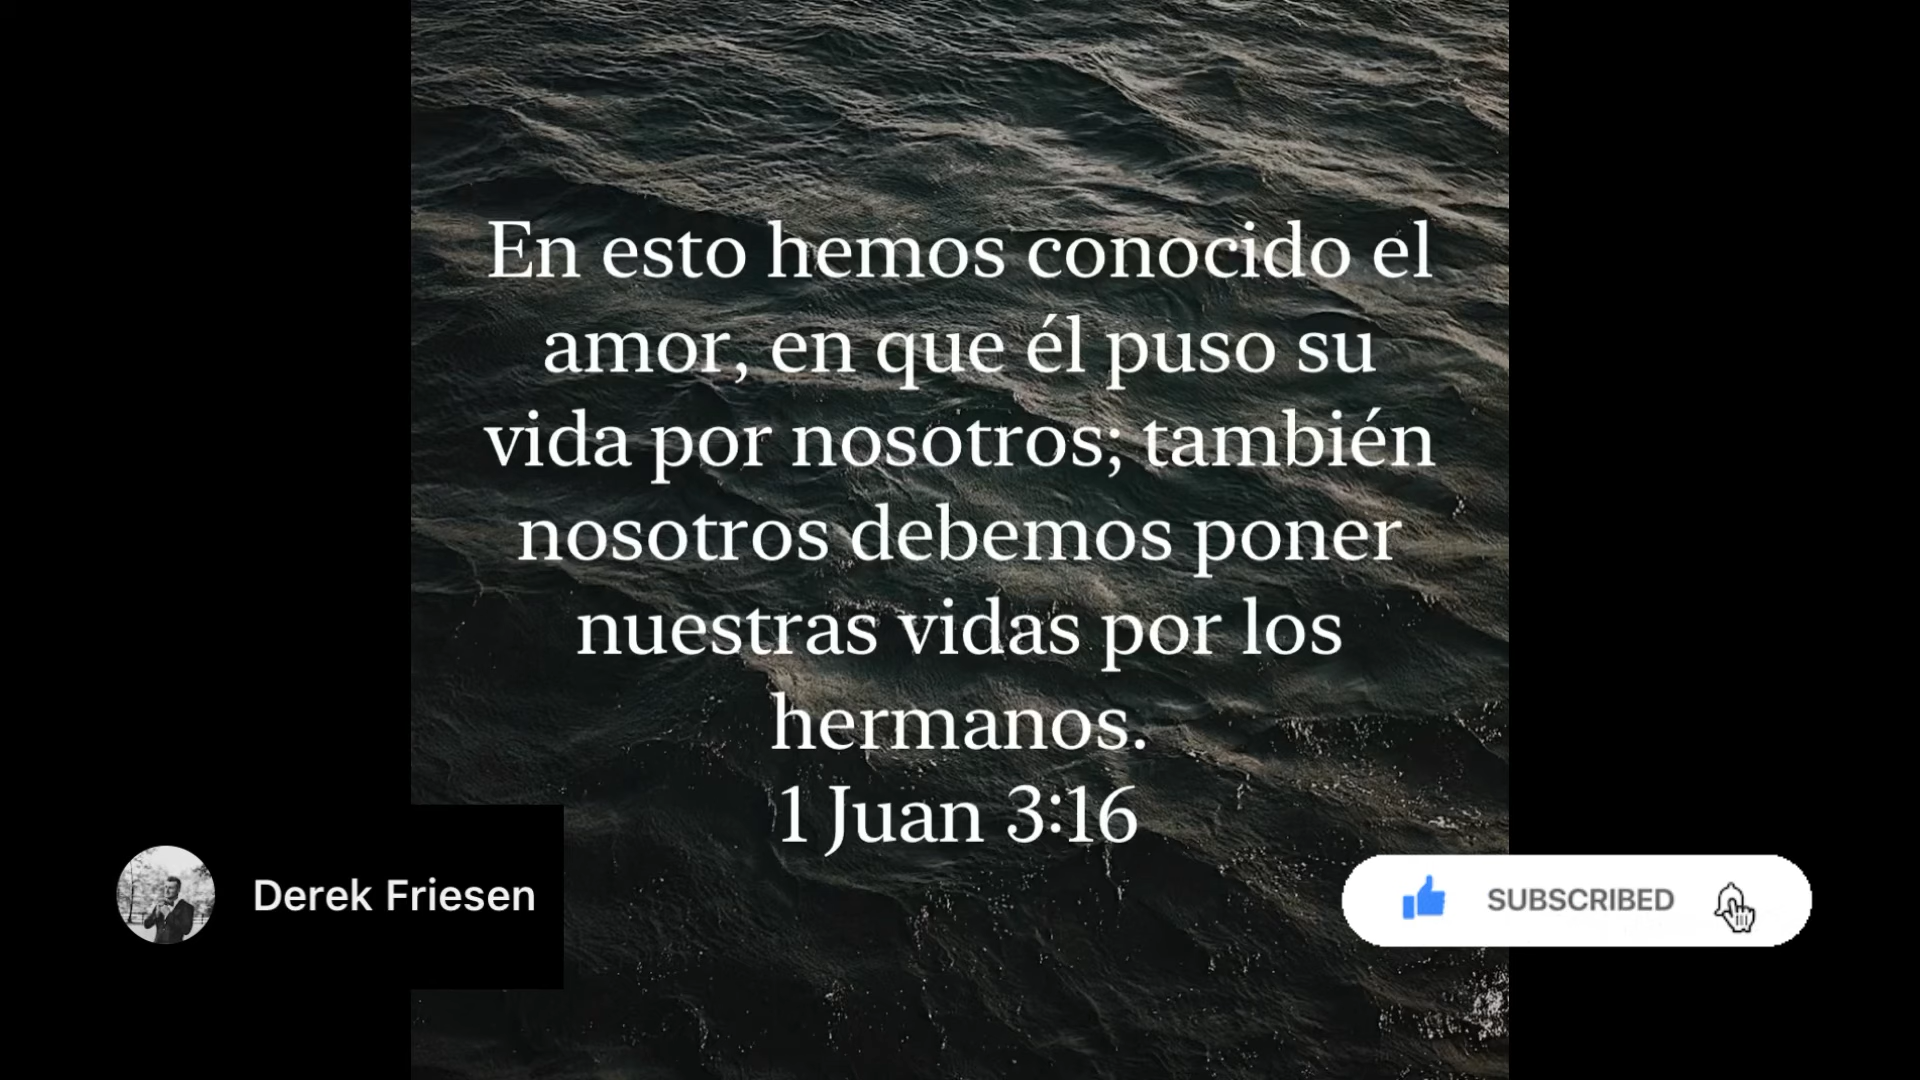 En esto hemos conocido el
amor, en que él puso su
vida por nosotros; también
nosotros debemos poner
nuestras vidas por los
hermanos.
1 Juan 3:16
Derek Friesen
SUBSCRIBED